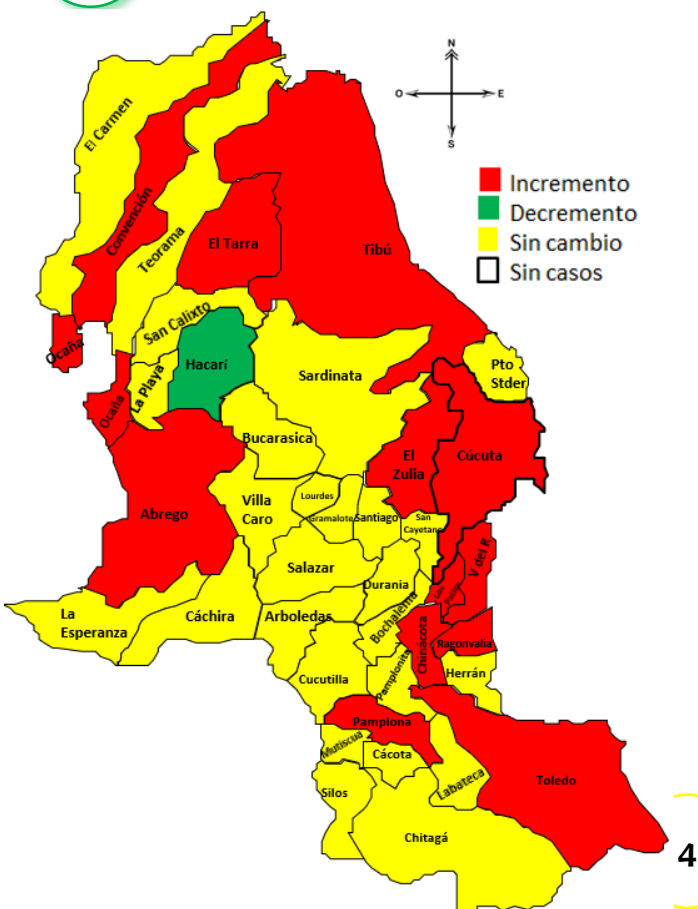 N
O E
S
Incremento
Decremento
Sin cambio
Sin casos
El Carmen
Convención
Teorama
El Tarra
Tibú
San Calixto
Ocaña
Hacarí
La Playa
Ocaña
Sardinata
Pto
Stder
Bucarasica
El
Zulia
Cúcuta
Abrego
Villa
Caro
Lourdes
Gramalote
Santiago
San
Cayetano
V del R
Salazar
Durania
Los
Patios
La
Esperanza
Cáchira
Arboledas
Bochalema
Chinácota
Ragonvalia
Herrán
Cucutilla
Pamplonita
Pamplona
Mutiscua
Cácota
Labateca
Toledo
Silos
Chitagá
4